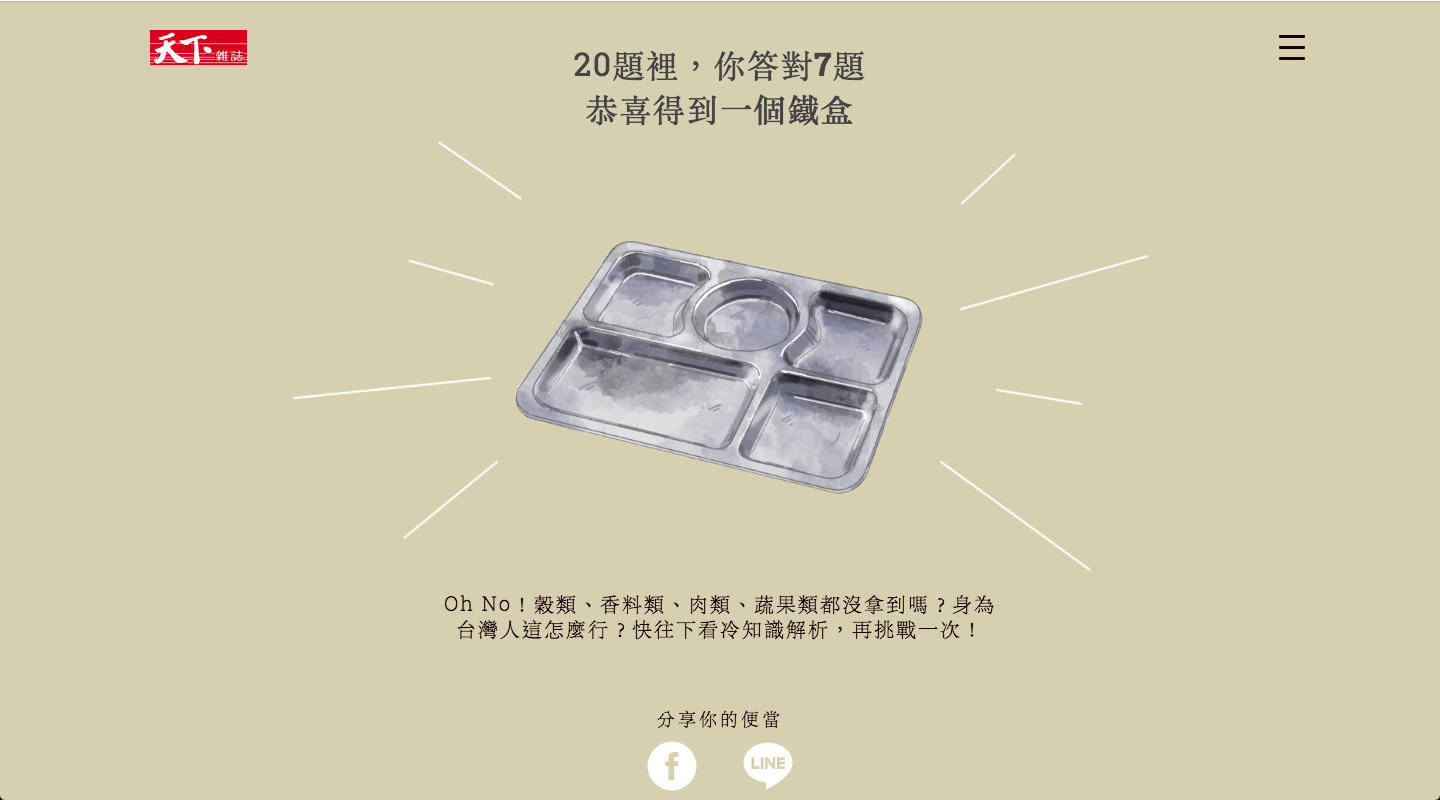 天下雜誌
20題裡，你答對7題
恭喜得到一個鐵盒
Oh No！穀類、香料類、肉類、蔬果類都沒拿到嗎？身為
台灣人這怎麼行？快往下看冷知識解析，再挑戰一次！
分享你的便當
f
LINE